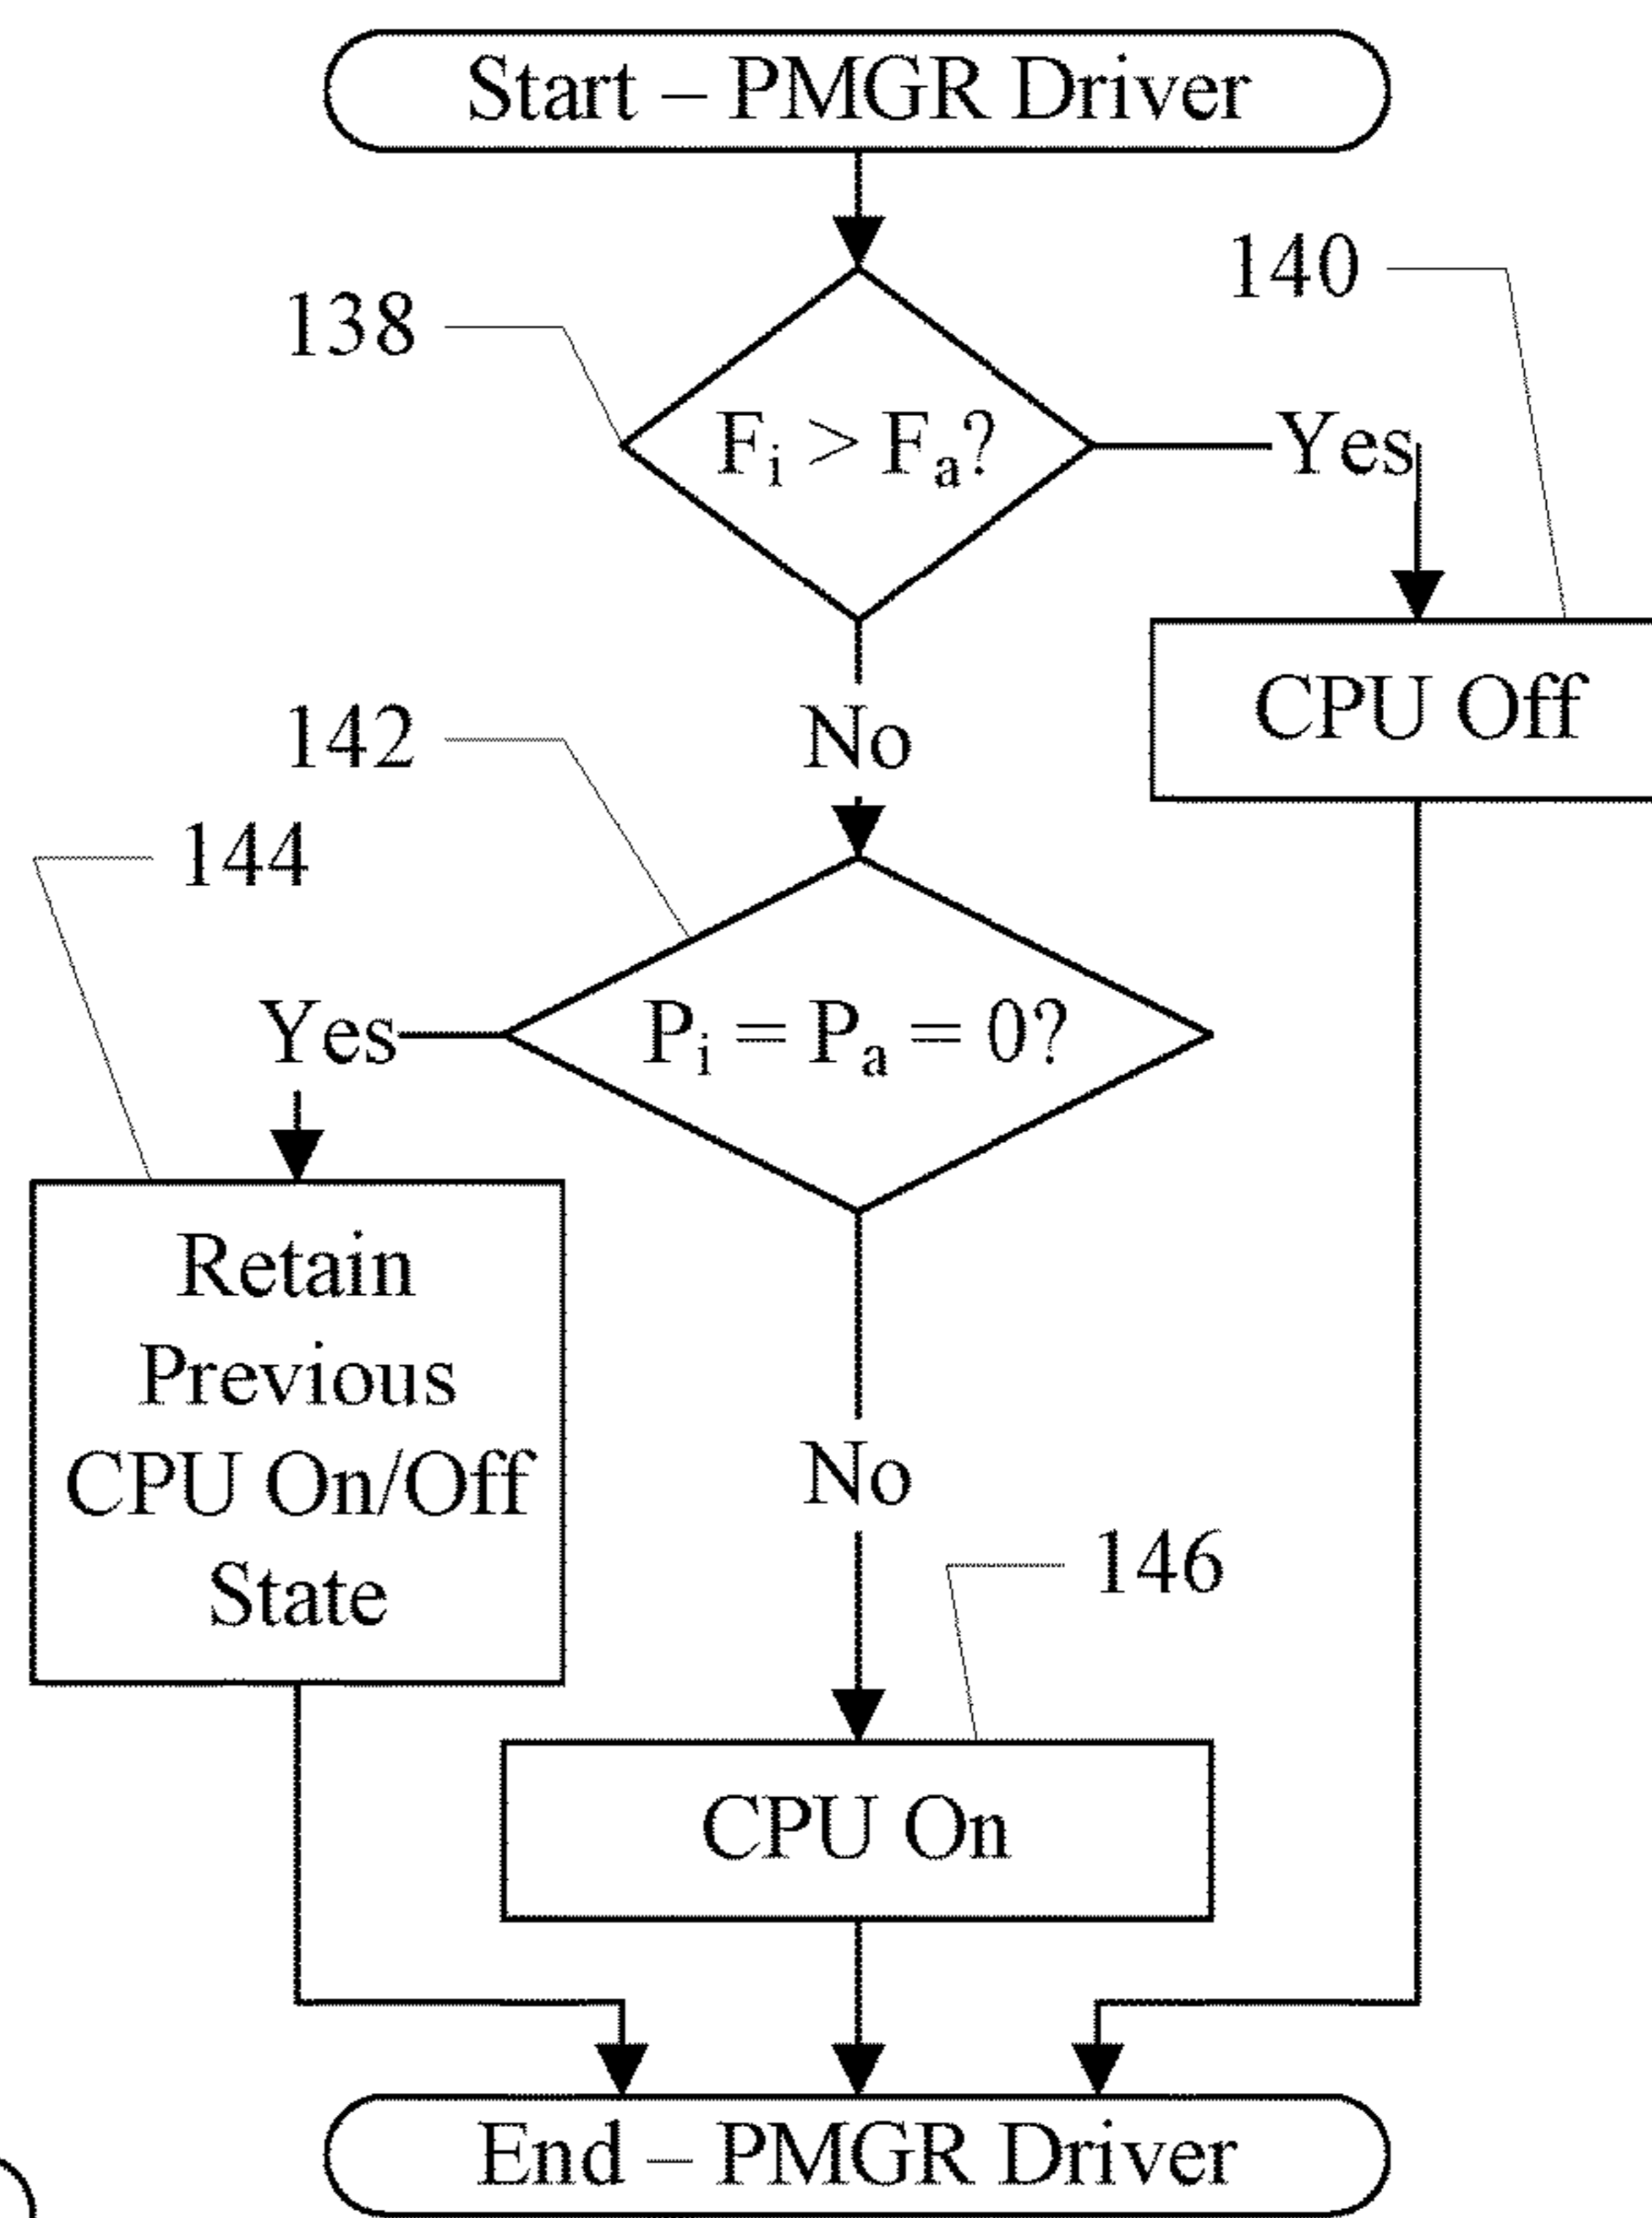 Start – PMGR Driver
140
138
Fᵢ > Fₐ?
Yes
CPU Off
No
142
144
Yes
Pᵢ = Pₐ = 0?
Retain
Previous
CPU On/Off
State
No
146
CPU On
End – PMGR Driver